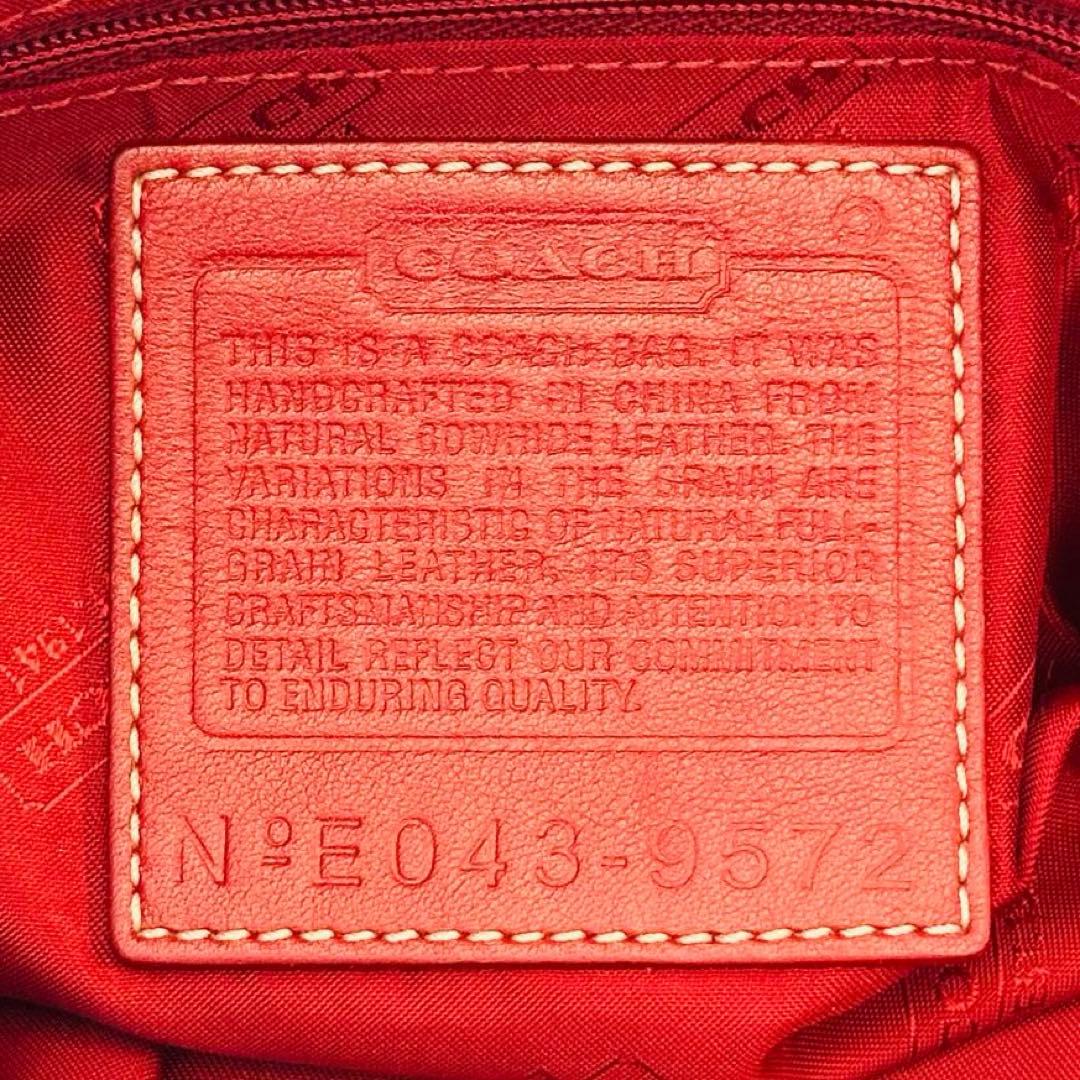 COACH
THIS IS A COACH BAG. IT WAS
HANDCRAFTED IN CHINA FROM
NATURAL COWHIDE LEATHER. THE
VARIATIONS IN THE GRAIN ARE
CHARACTERISTIC OF NATURAL FULL-
GRAIN LEATHER. ITS SUPERIOR
CRAFTSMANSHIP AND ATTENTION TO
DETAIL REFLECT OUR COMMITMENT
TO ENDURING QUALITY.
Nº E043-9572